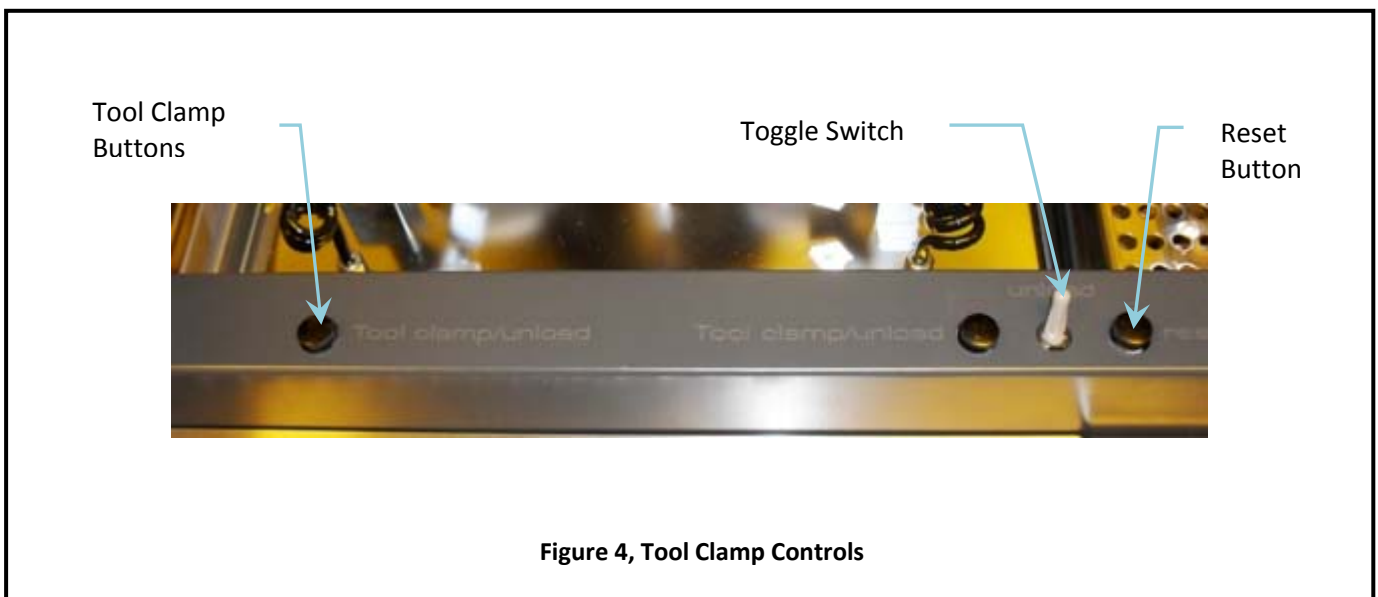 Tool Clamp
Buttons
Toggle Switch
Reset
Button
unload
Tool clamp/unload
Tool clamp/unload
Figure 4, Tool Clamp Controls